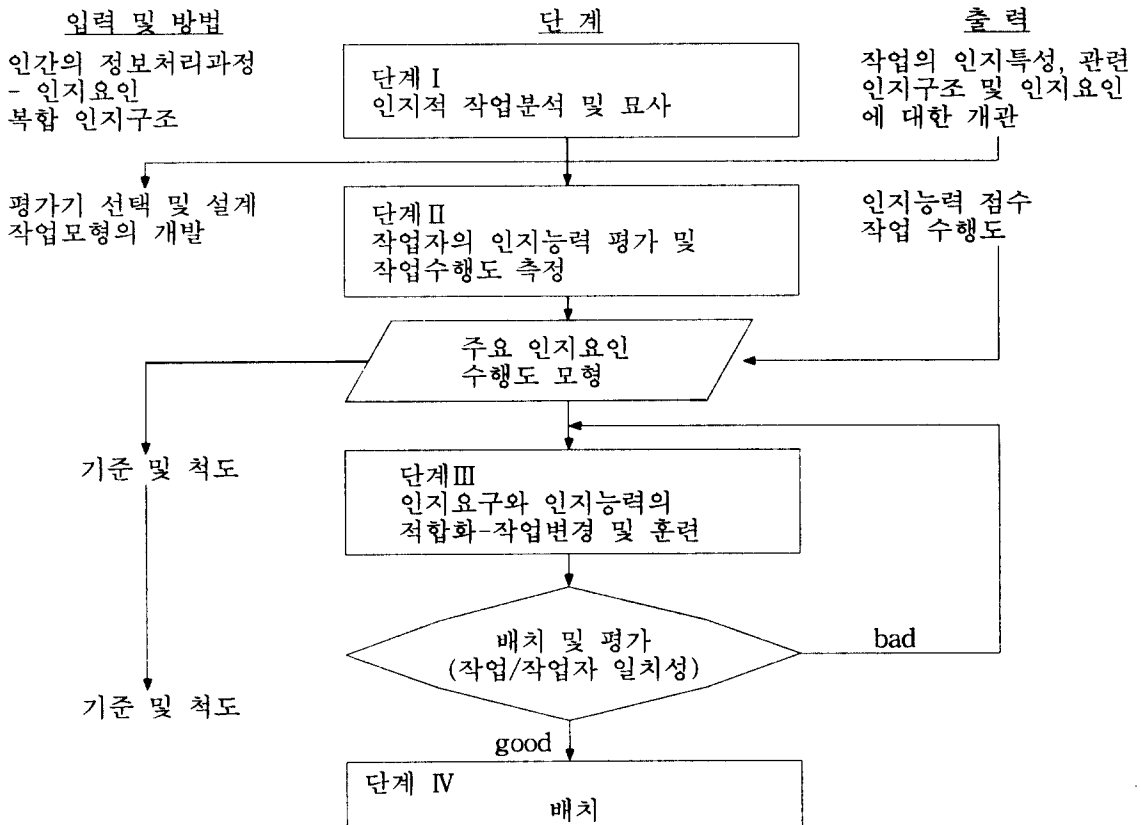 입력 및 방법
단 계
출 력
인간의 정보처리과정
- 인지요인
복합 인지구조
단계 I
인지적 작업분석 및 묘사
작업의 인지특성, 관련
인지구조 및 인지요인
에 대한 개관
평가기 선택 및 설계
작업모형의 개발
단계 Ⅱ
작업자의 인지능력 평가 및
작업수행도 측정
인지능력 점수
작업 수행도
주요 인지요인
수행도 모형
기준 및 척도
단계Ⅲ
인지요구와 인지능력의
적합화-작업변경 및 훈련
배치 및 평가
(작업/작업자 일치성)
bad
기준 및 척도
good
단계 Ⅳ
배치